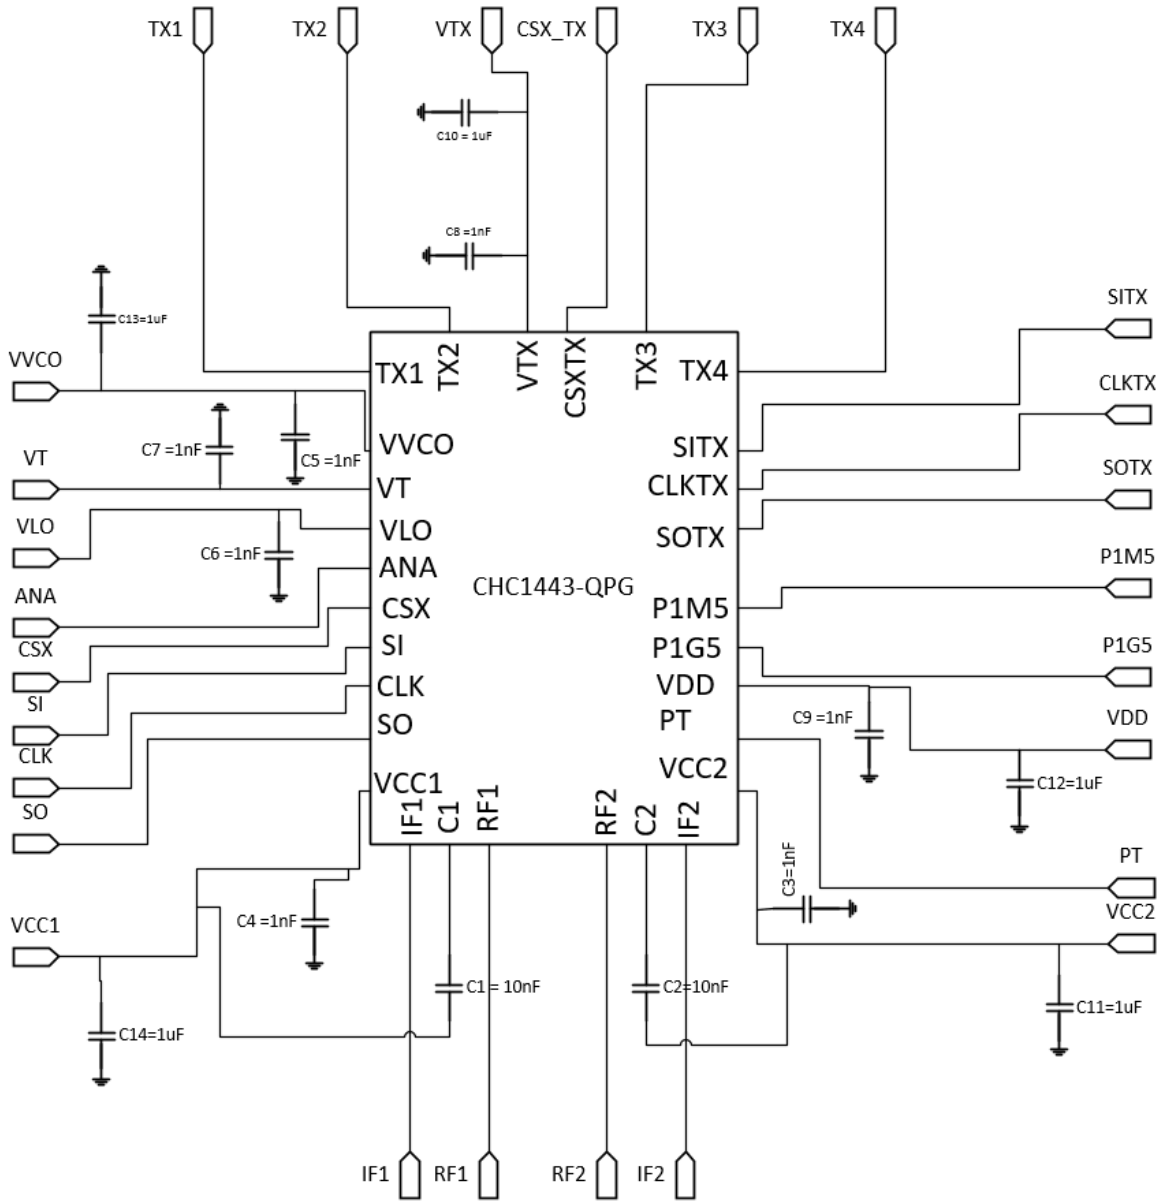 TX1
TX2
VTX
CSX_TX
TX3
TX4
C10 = 1uF
C8 =1nF
C13=1uF
SITX
VVCO
CLKTX
C7 =1nF
C5 =1nF
VT
SOTX
VLO
C6 =1nF
ANA
P1M5
CSX
P1G5
SI
C9 =1nF
VDD
CLK
C12=1uF
SO
TX1
TX2
VTX
CSXTX
TX3
TX4
VVCO
SITX
VT
CLKTX
VLO
SOTX
ANA
CHC1443-QPG
CSX
P1M5
SI
P1G5
CLK
VDD
SO
PT
VCC1
VCC2
IF1
C1
RF1
RF2
C2
IF2
C3=1nF
PT
VCC1
C4 =1nF
VCC2
C1 = 10nF
C2=10nF
C11=1uF
C14=1uF
IF1
RF1
RF2
IF2